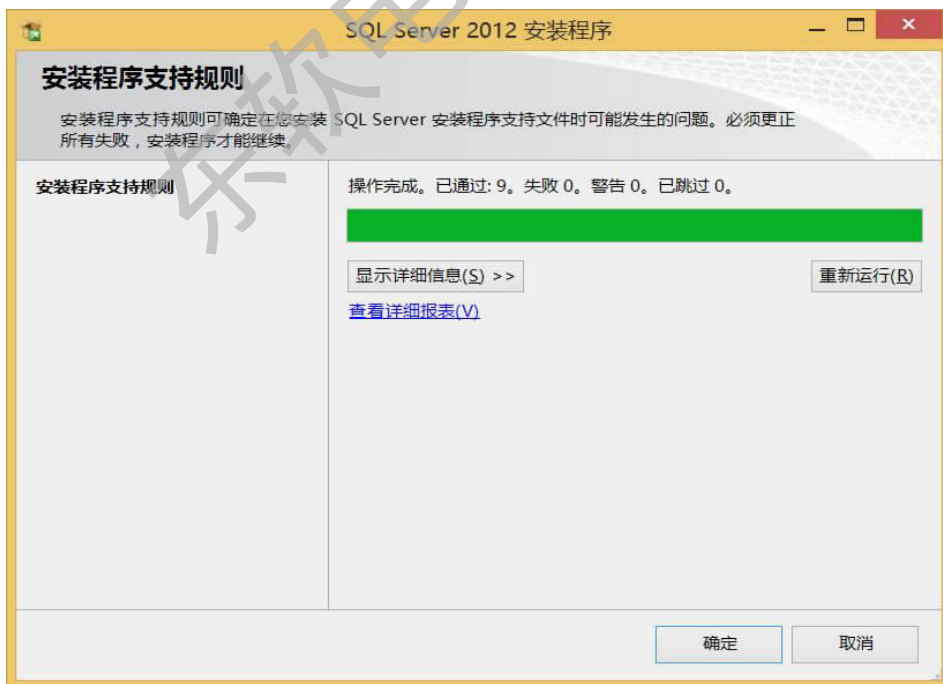 SQL Server 2012 安装程序
安装程序支持规则
安装程序支持规则可确定在您安装 SQL Server 安装程序支持文件时可能发生的问题。必须更正
所有失败，安装程序才能继续。
安装程序支持规则
操作完成。已通过: 9。失败 0。警告 0。已跳过 0。
显示详细信息(S) >>
重新运行(R)
查看详细报表(V)
确定
取消
东软电